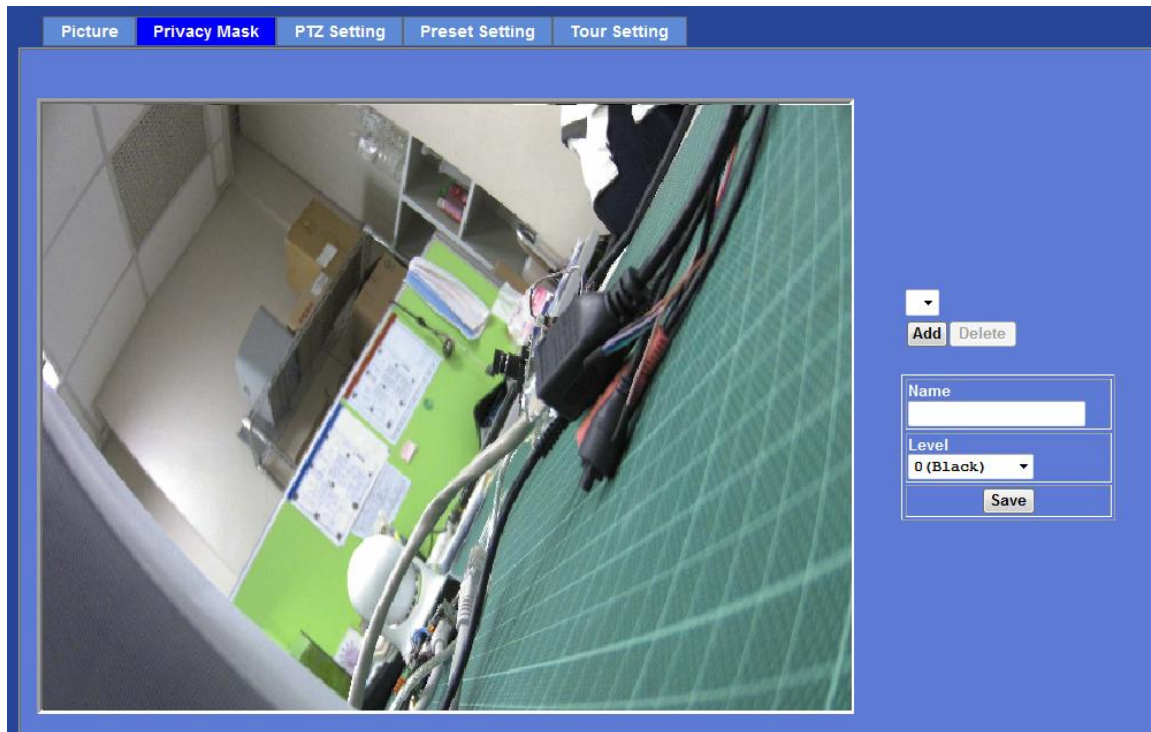 Picture Privacy Mask PTZ Setting Preset Setting Tour Setting
Add Delete
Name
Level
0(Black)
Save